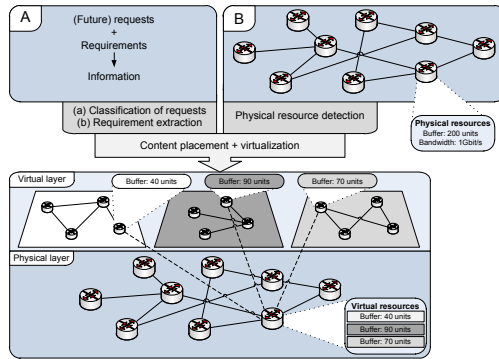 A
(Future) requests
+
Requirements
Information
B
Physical resources
Buffer: 200 units
Bandwidth: 1Gbit/s
(a) Classification of requests
(b) Requirement extraction
Physical resource detection
Content placement + virtualization
Virtual layer
Buffer: 40 units
Buffer: 90 units
Buffer: 70 units
Physical layer
Virtual resources
Buffer: 40 units
Buffer: 90 units
Buffer: 70 units